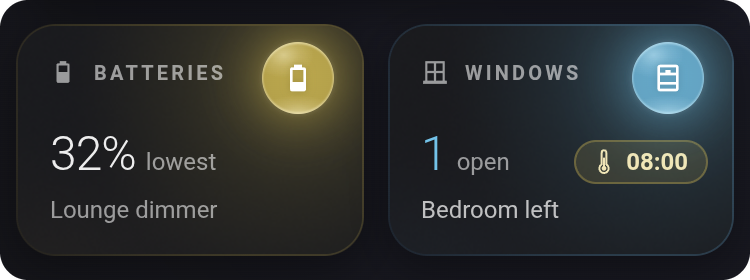 BATTERIES
32% lowest
Lounge dimmer
WINDOWS
1 open
08:00
Bedroom left